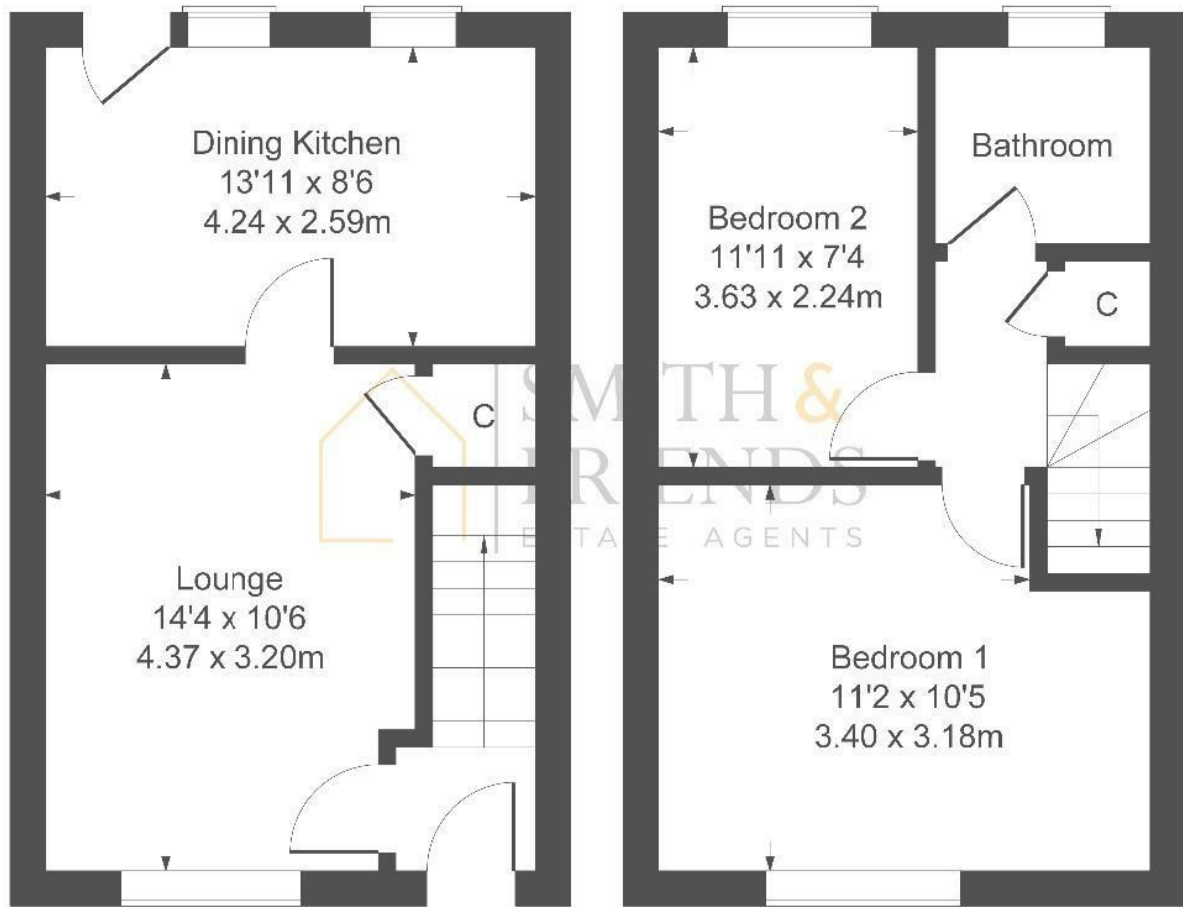 Dining Kitchen
13'11 x 8'6
4.24 x 2.59m
C
Lounge
14'4 x 10'6
4.37 x 3.20m
Bedroom 2
11'11 x 7'4
3.63 x 2.24m
Bathroom
C
Bedroom 1
11'2 x 10'5
3.40 x 3.18m
SMITH &
FRIENDS
ESTATE AGENTS